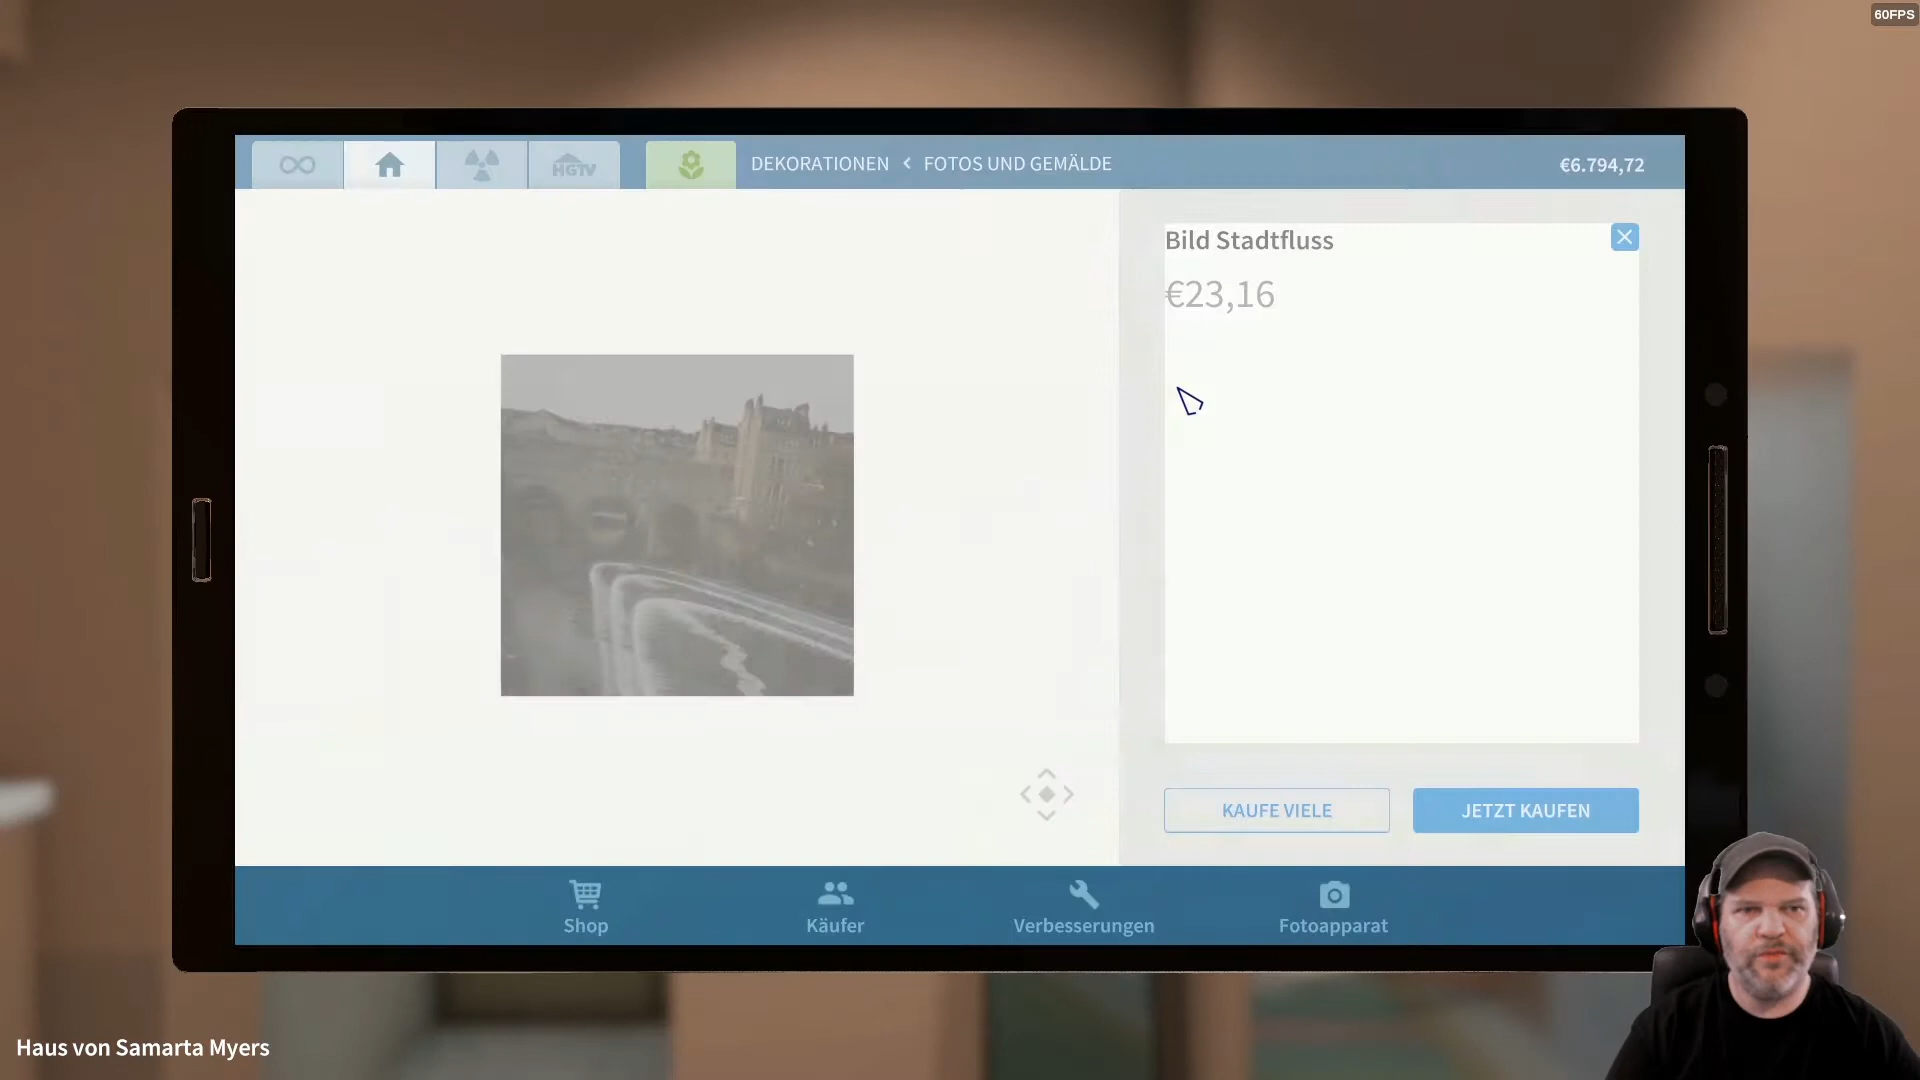 60FPS
HGTV
DEKORATIONEN < FOTOS UND GEMÄLDE
€6.794,72
Bild Stadtfluss
€23,16
KAUFE VIELE
JETZT KAUFEN
Shop
Käufer
Verbesserungen
Fotoapparat
Haus von Samarta Myers